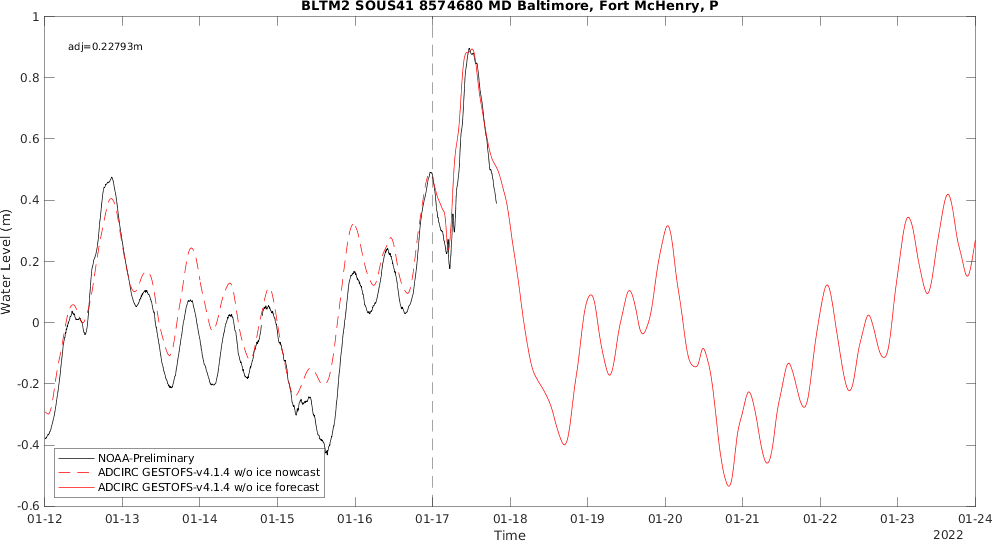 BLTM2 SOUS41 8574680 MD Baltimore, Fort McHenry, P
adj=0.22793m
1
0.8
0.6
0.4
0.2
0
-0.2
-0.4
-0.6
Water Level (m)
NOAA-Preliminary
ADCIRC GESTOFS-v4.1.4 w/o ice nowcast
ADCIRC GESTOFS-v4.1.4 w/o ice forecast
01-12 01-13 01-14 01-15 01-16 01-17 01-18 01-19 01-20 01-21 01-22 01-23 01-24
Time
2022